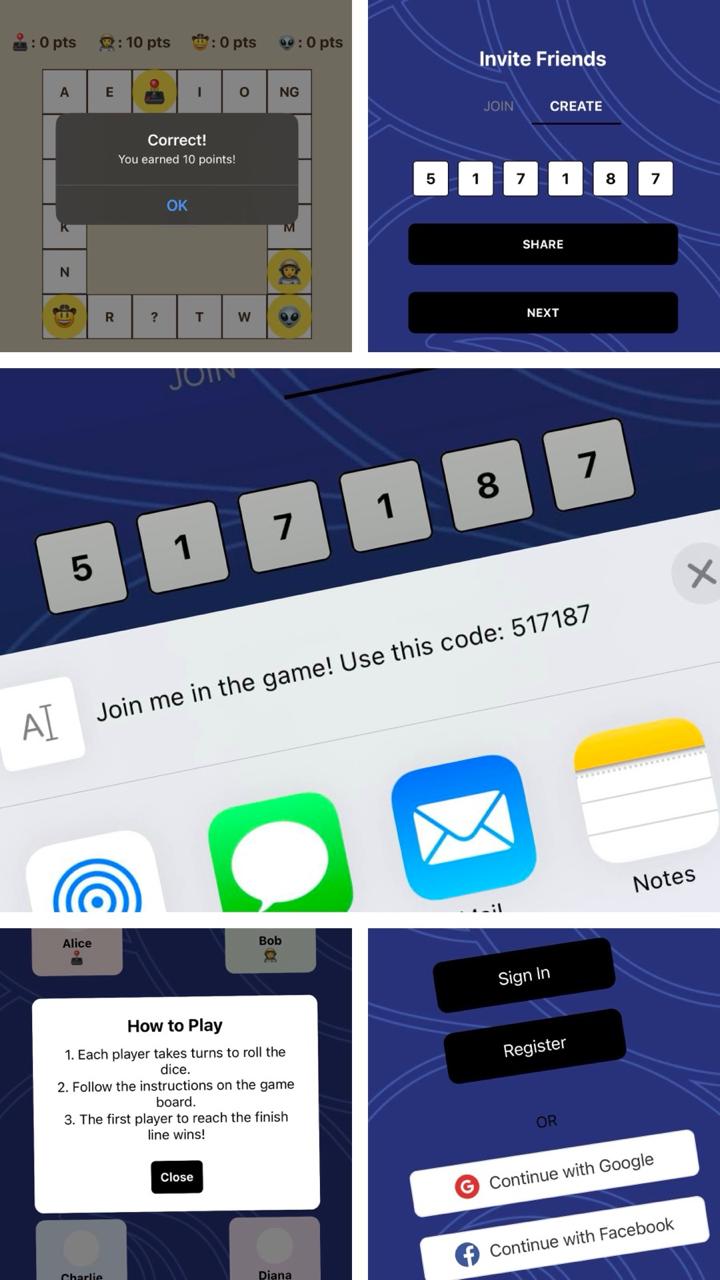 : 0 pts : 10 pts : 0 pts : 0 pts
A E I O NG
Correct!
You earned 10 points!
OK
K M
N
R ? T W
Invite Friends
JOIN CREATE
5 1 7 1 8 7
SHARE
NEXT
JOIN
5 1 7 1 8 7
Join me in the game! Use this code: 517187
A
Mail
Notes
Alice Bob
How to Play
1. Each player takes turns to roll the
dice.
2. Follow the instructions on the game
board.
3. The first player to reach the finish
line wins!
Close
Charlie Diana
Sign In
Register
OR
G Continue with Google
f Continue with Facebook